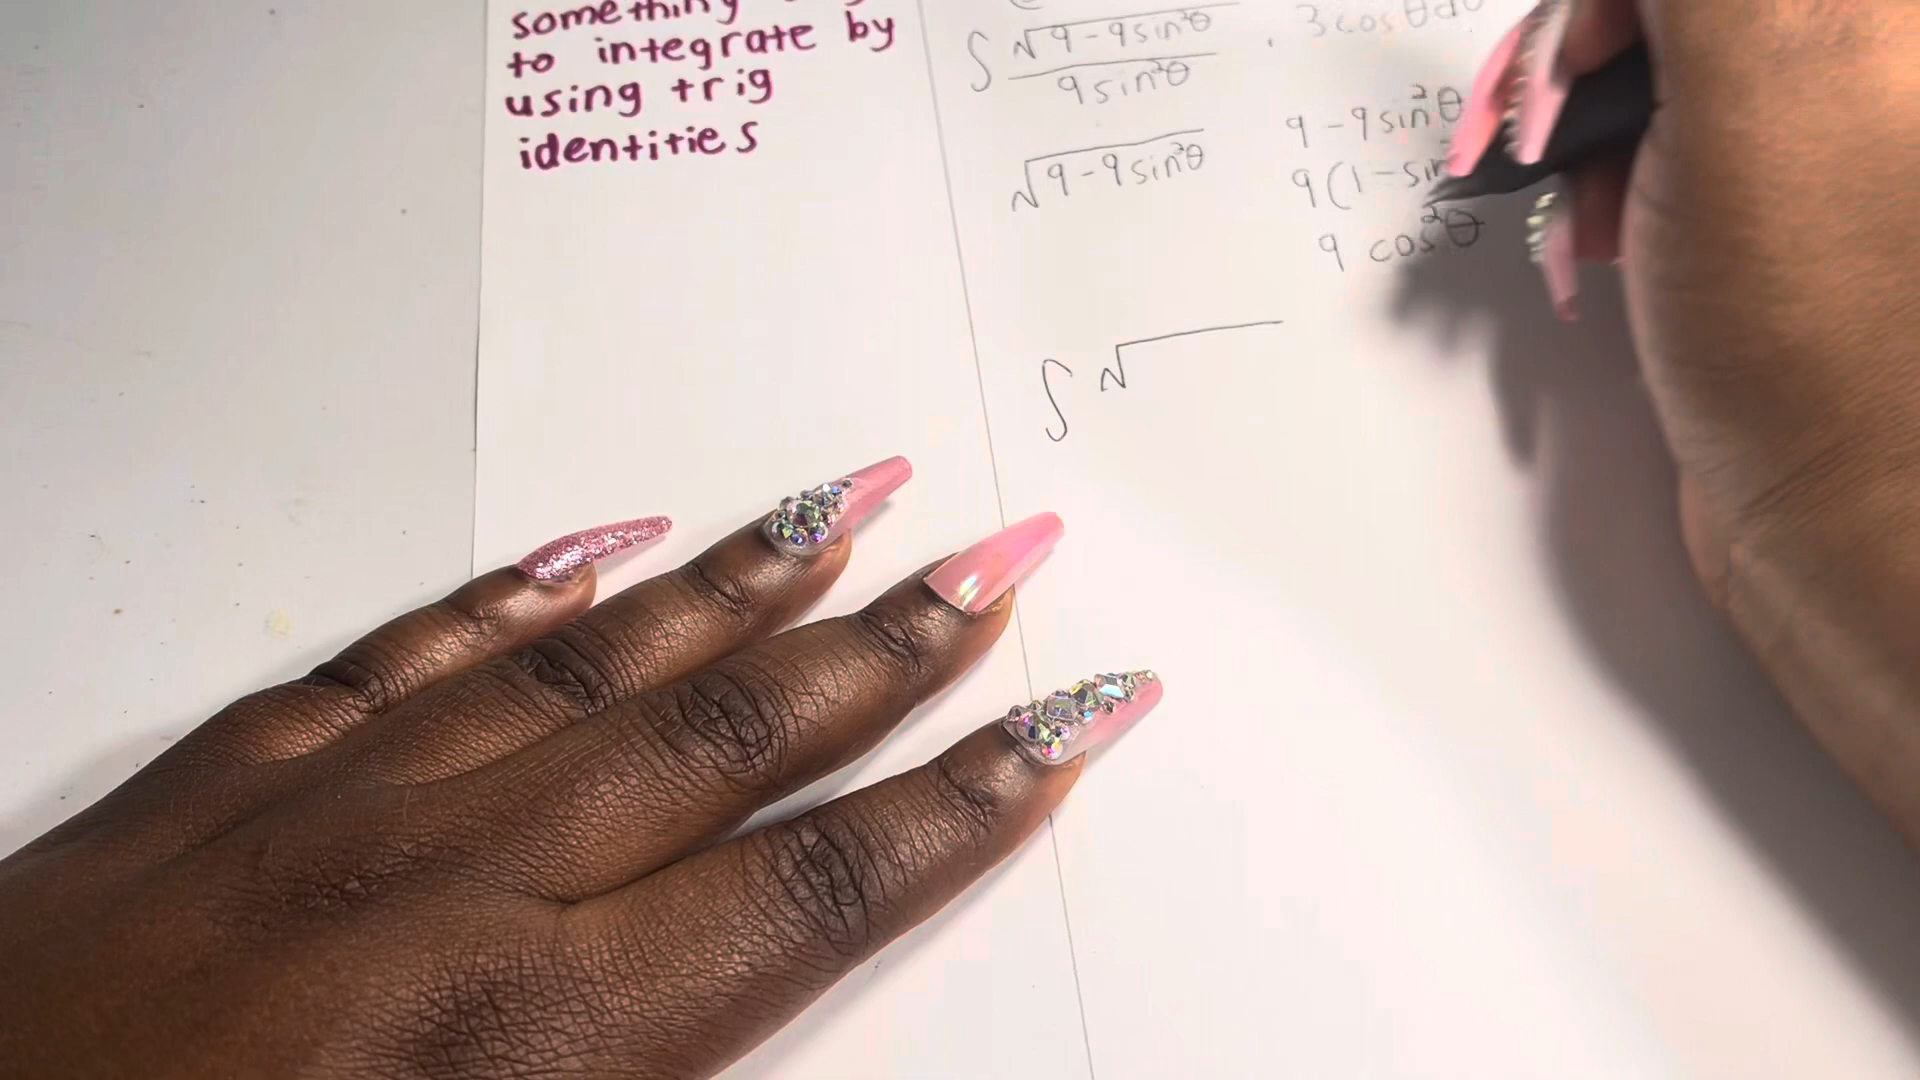 something
to integrate by
using trig
identities
∫ √9-9sin²θ . 3cosθdθ
9sin²θ
√9-9sin²θ
9-9sin²θ
9(1-sin
9 cos²θ
∫ √